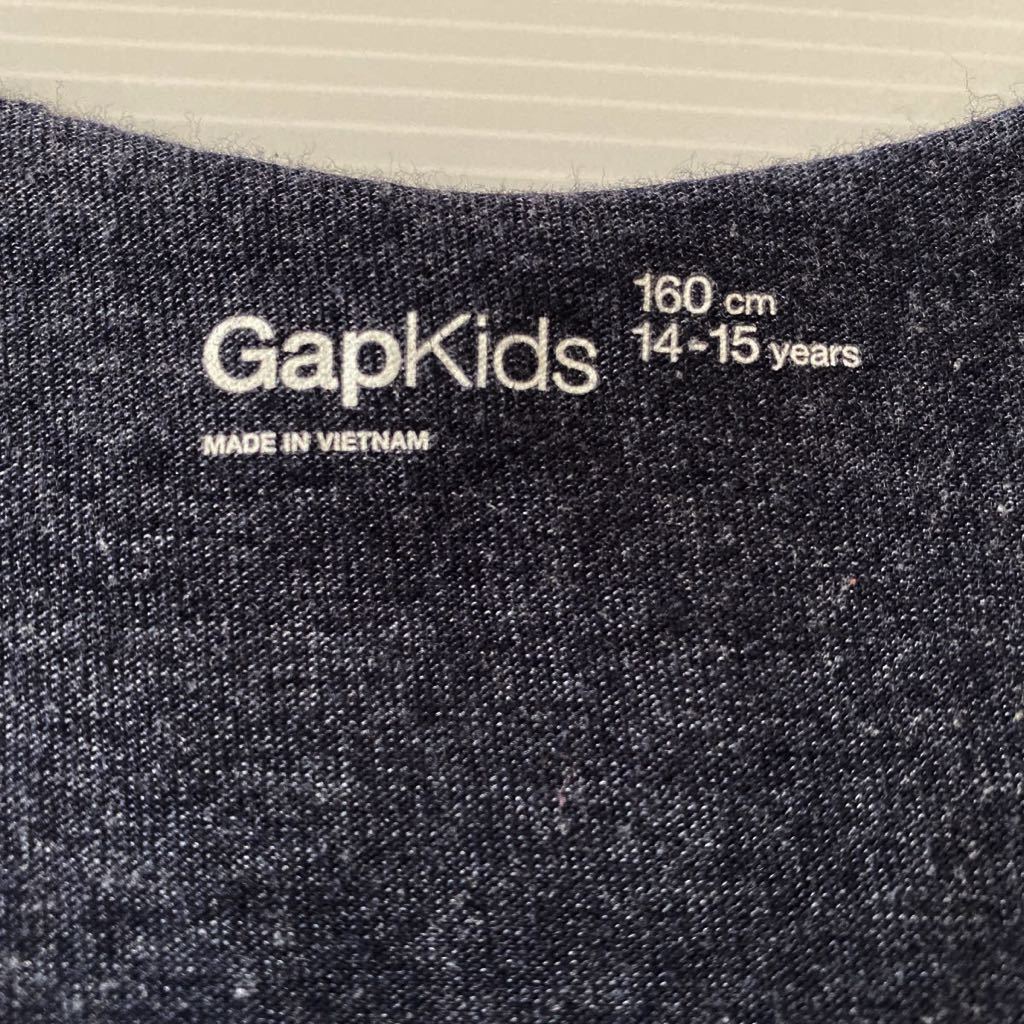 GapKids
160 cm
14-15 years
MADE IN VIETNAM